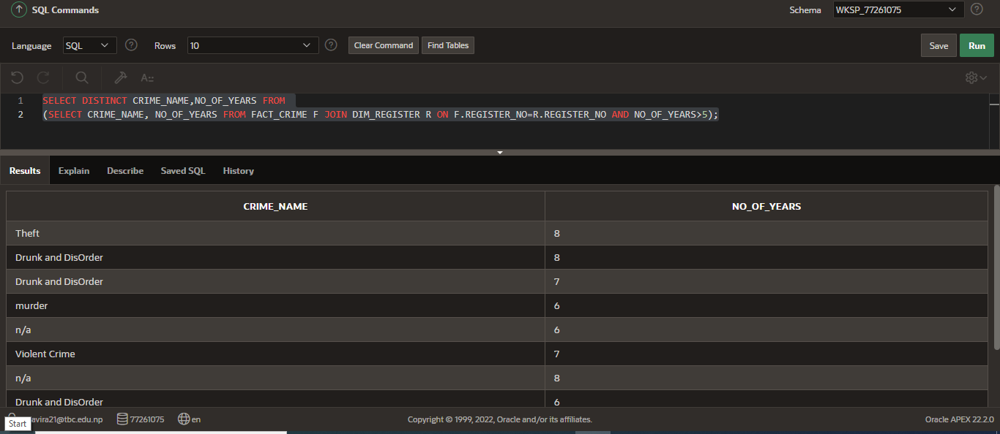 SQL Commands
Schema WKSP_77261075
Language SQL Rows 10 Clear Command Find Tables Save Run
A::
1 SELECT DISTINCT CRIME_NAME,NO_OF_YEARS FROM
2 (SELECT CRIME_NAME, NO_OF_YEARS FROM FACT_CRIME F JOIN DIM_REGISTER R ON F.REGISTER_NO=R.REGISTER_NO AND NO_OF_YEARS>5);
Results Explain Describe Saved SQL History
CRIME_NAME NO_OF_YEARS
Theft 8
Drunk and DisOrder 8
Drunk and DisOrder 7
murder 6
n/a 6
Violent Crime 7
n/a 8
Drunk and DisOrder 6
avira21@tbc.edu.np 77261075 en Copyright © 1999, 2022, Oracle and/or its affiliates. Oracle APEX 22.2.0
Start